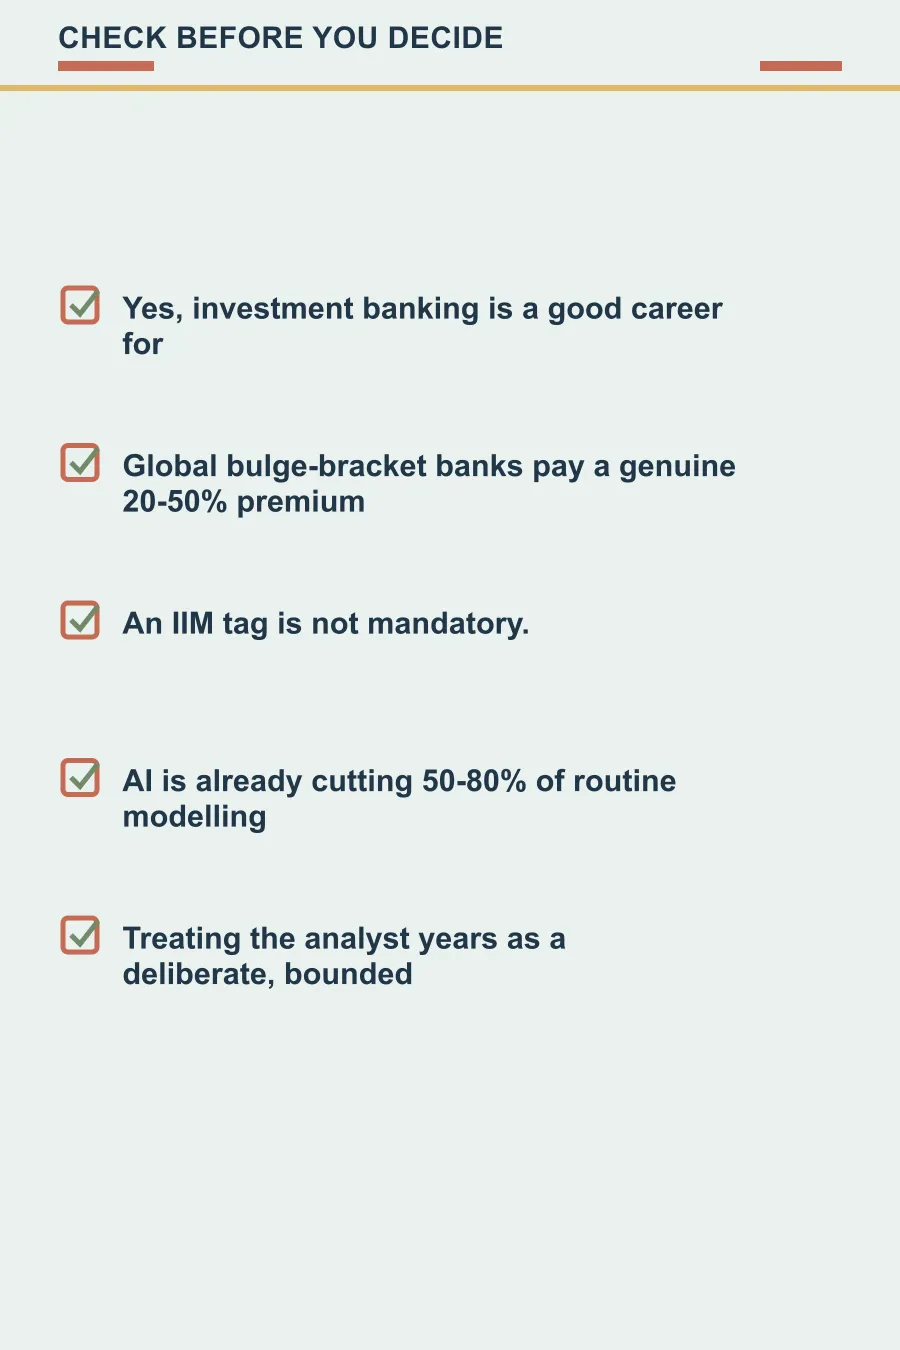 CHECK BEFORE YOU DECIDE
Yes, investment banking is a good career
for
Global bulge-bracket banks pay a genuine
20-50% premium
An IIM tag is not mandatory.
AI is already cutting 50-80% of routine
modelling
Treating the analyst years as a
deliberate, bounded